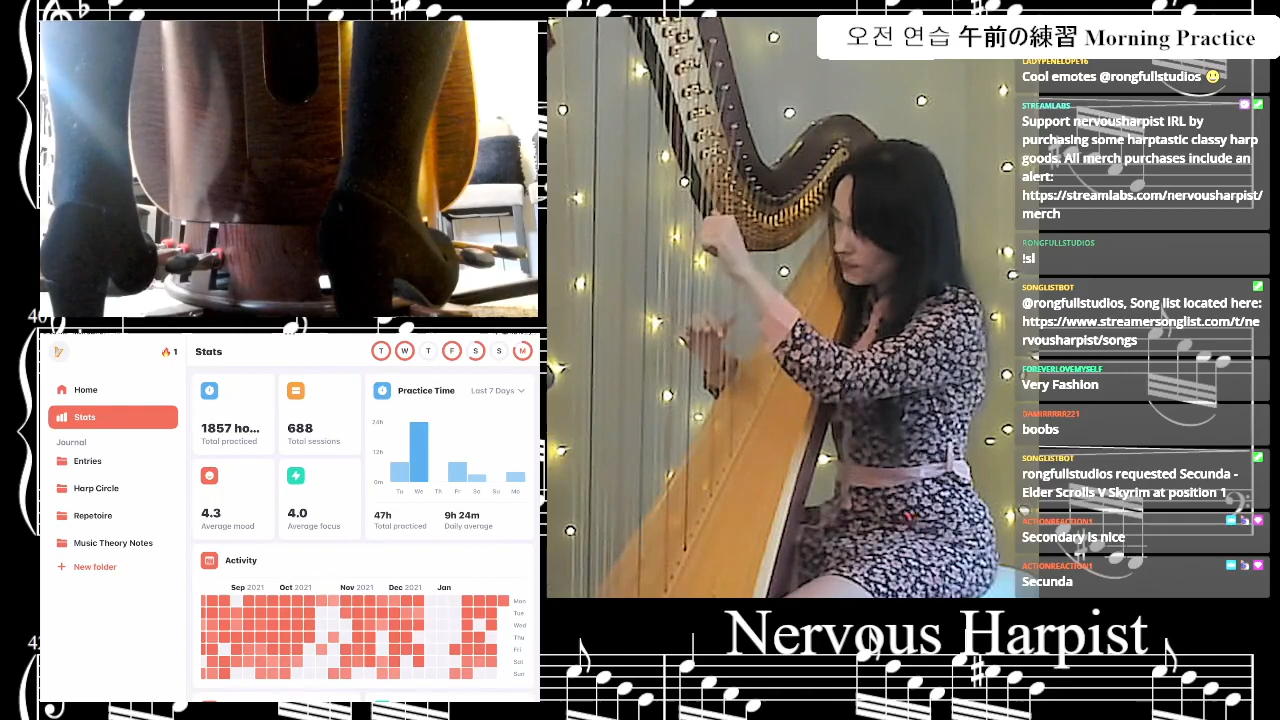 오전 연습 午前の練習 Morning Practice
LADYPENELOPE16
Cool emotes @rongfullstudios
STREAMLABS
Support nervousharpist IRL by
purchasing some harptastic classy harp
goods. All merch purchases include an
alert:
https://streamlabs.com/nervousharpist/
merch
RONGFULLSTUDIOS
!sl
SONGLISTBOT
@rongfullstudios, Song list located here:
https://www.streamersonglist.com/t/ne
rvousharpist/songs
FOREVERLOVEMYSELF
Very Fashion
DAMIRRRRR221
boobs
SONGLISTBOT
rongfullstudios requested Secunda -
Elder Scrolls V Skyrim at position 1
ACTIONREACTION1
Secondary is nice
ACTIONREACTION1
Secunda
Nervous Harpist
40
42
1
Stats
T W T F S S M
Home
Stats
Journal
Entries
Harp Circle
Repetoire
Music Theory Notes
+ New folder
1857 ho...
Total practiced
688
Total sessions
4.3
Average mood
4.0
Average focus
Practice Time
Last 7 Days
24h
12h
0m
Tu We Th Fr Sa Su Mo
47h
Total practiced
9h 24m
Daily average
Activity
Sep 2021 Oct 2021 Nov 2021 Dec 2021 Jan
Mon
Tue
Wed
Thu
Fri
Sat
Sun